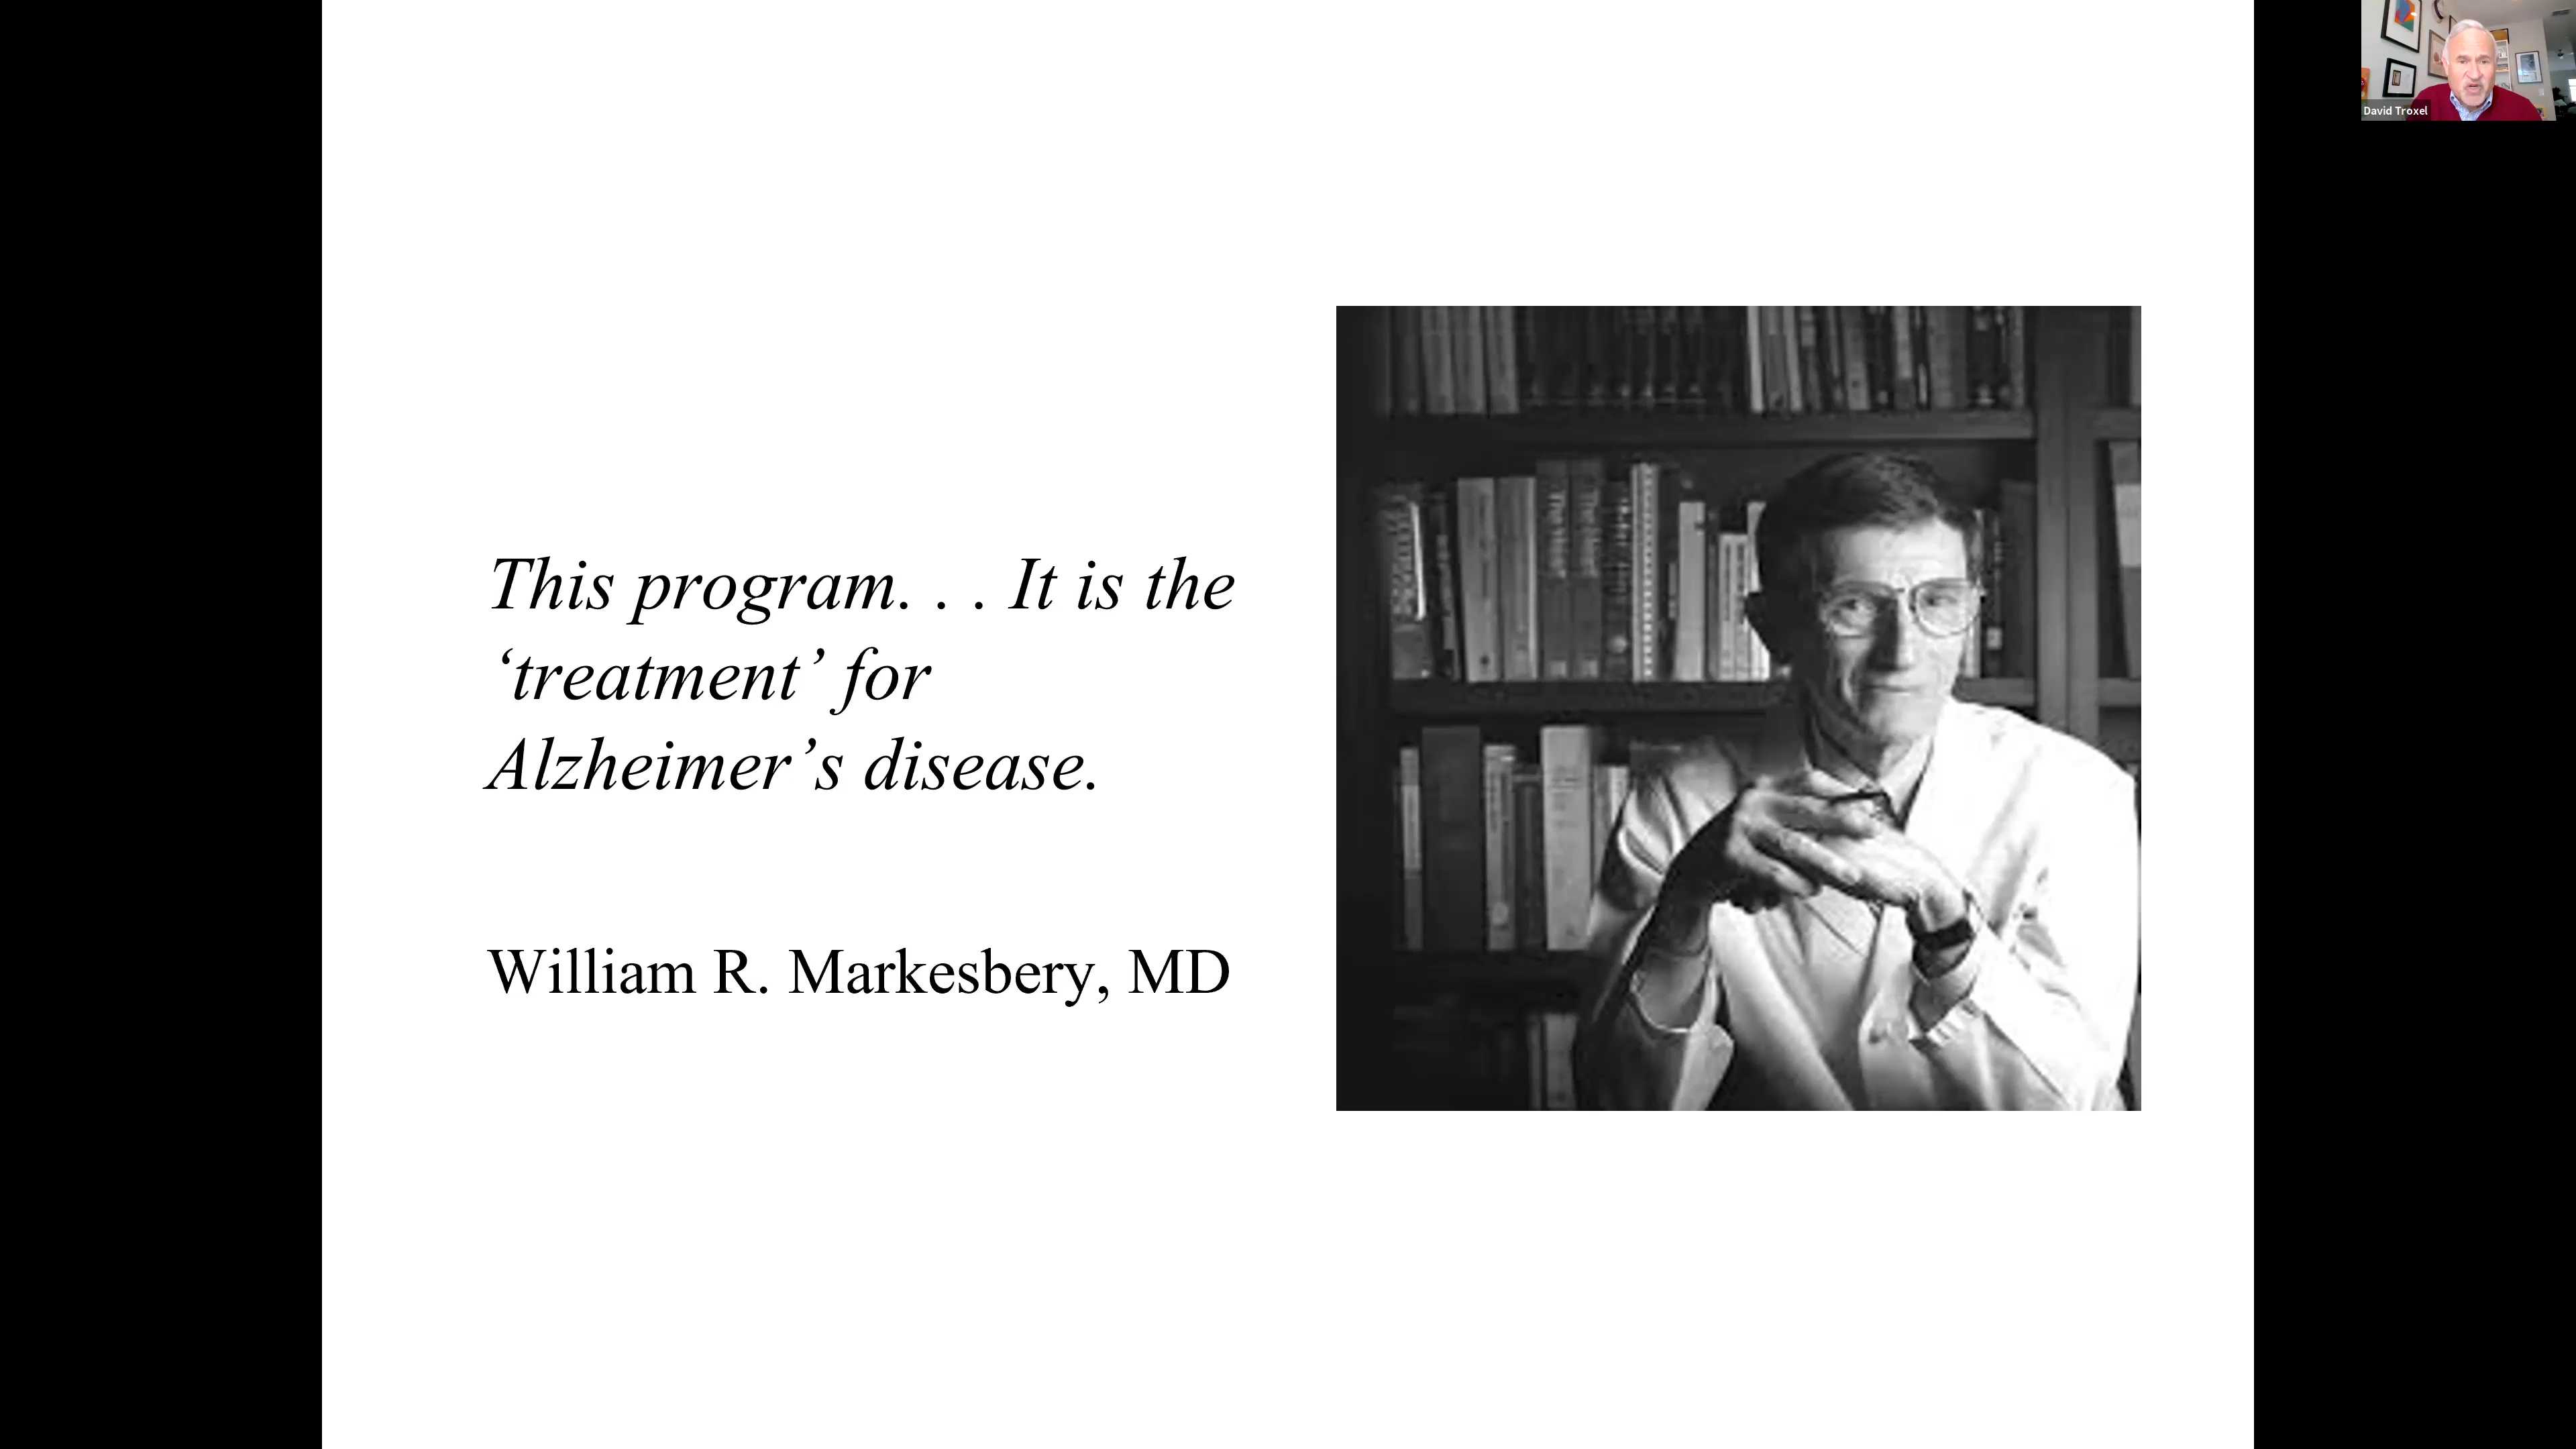 This program. . . It is the
‘treatment’ for
Alzheimer’s disease.
William R. Markesbery, MD
David Troxel